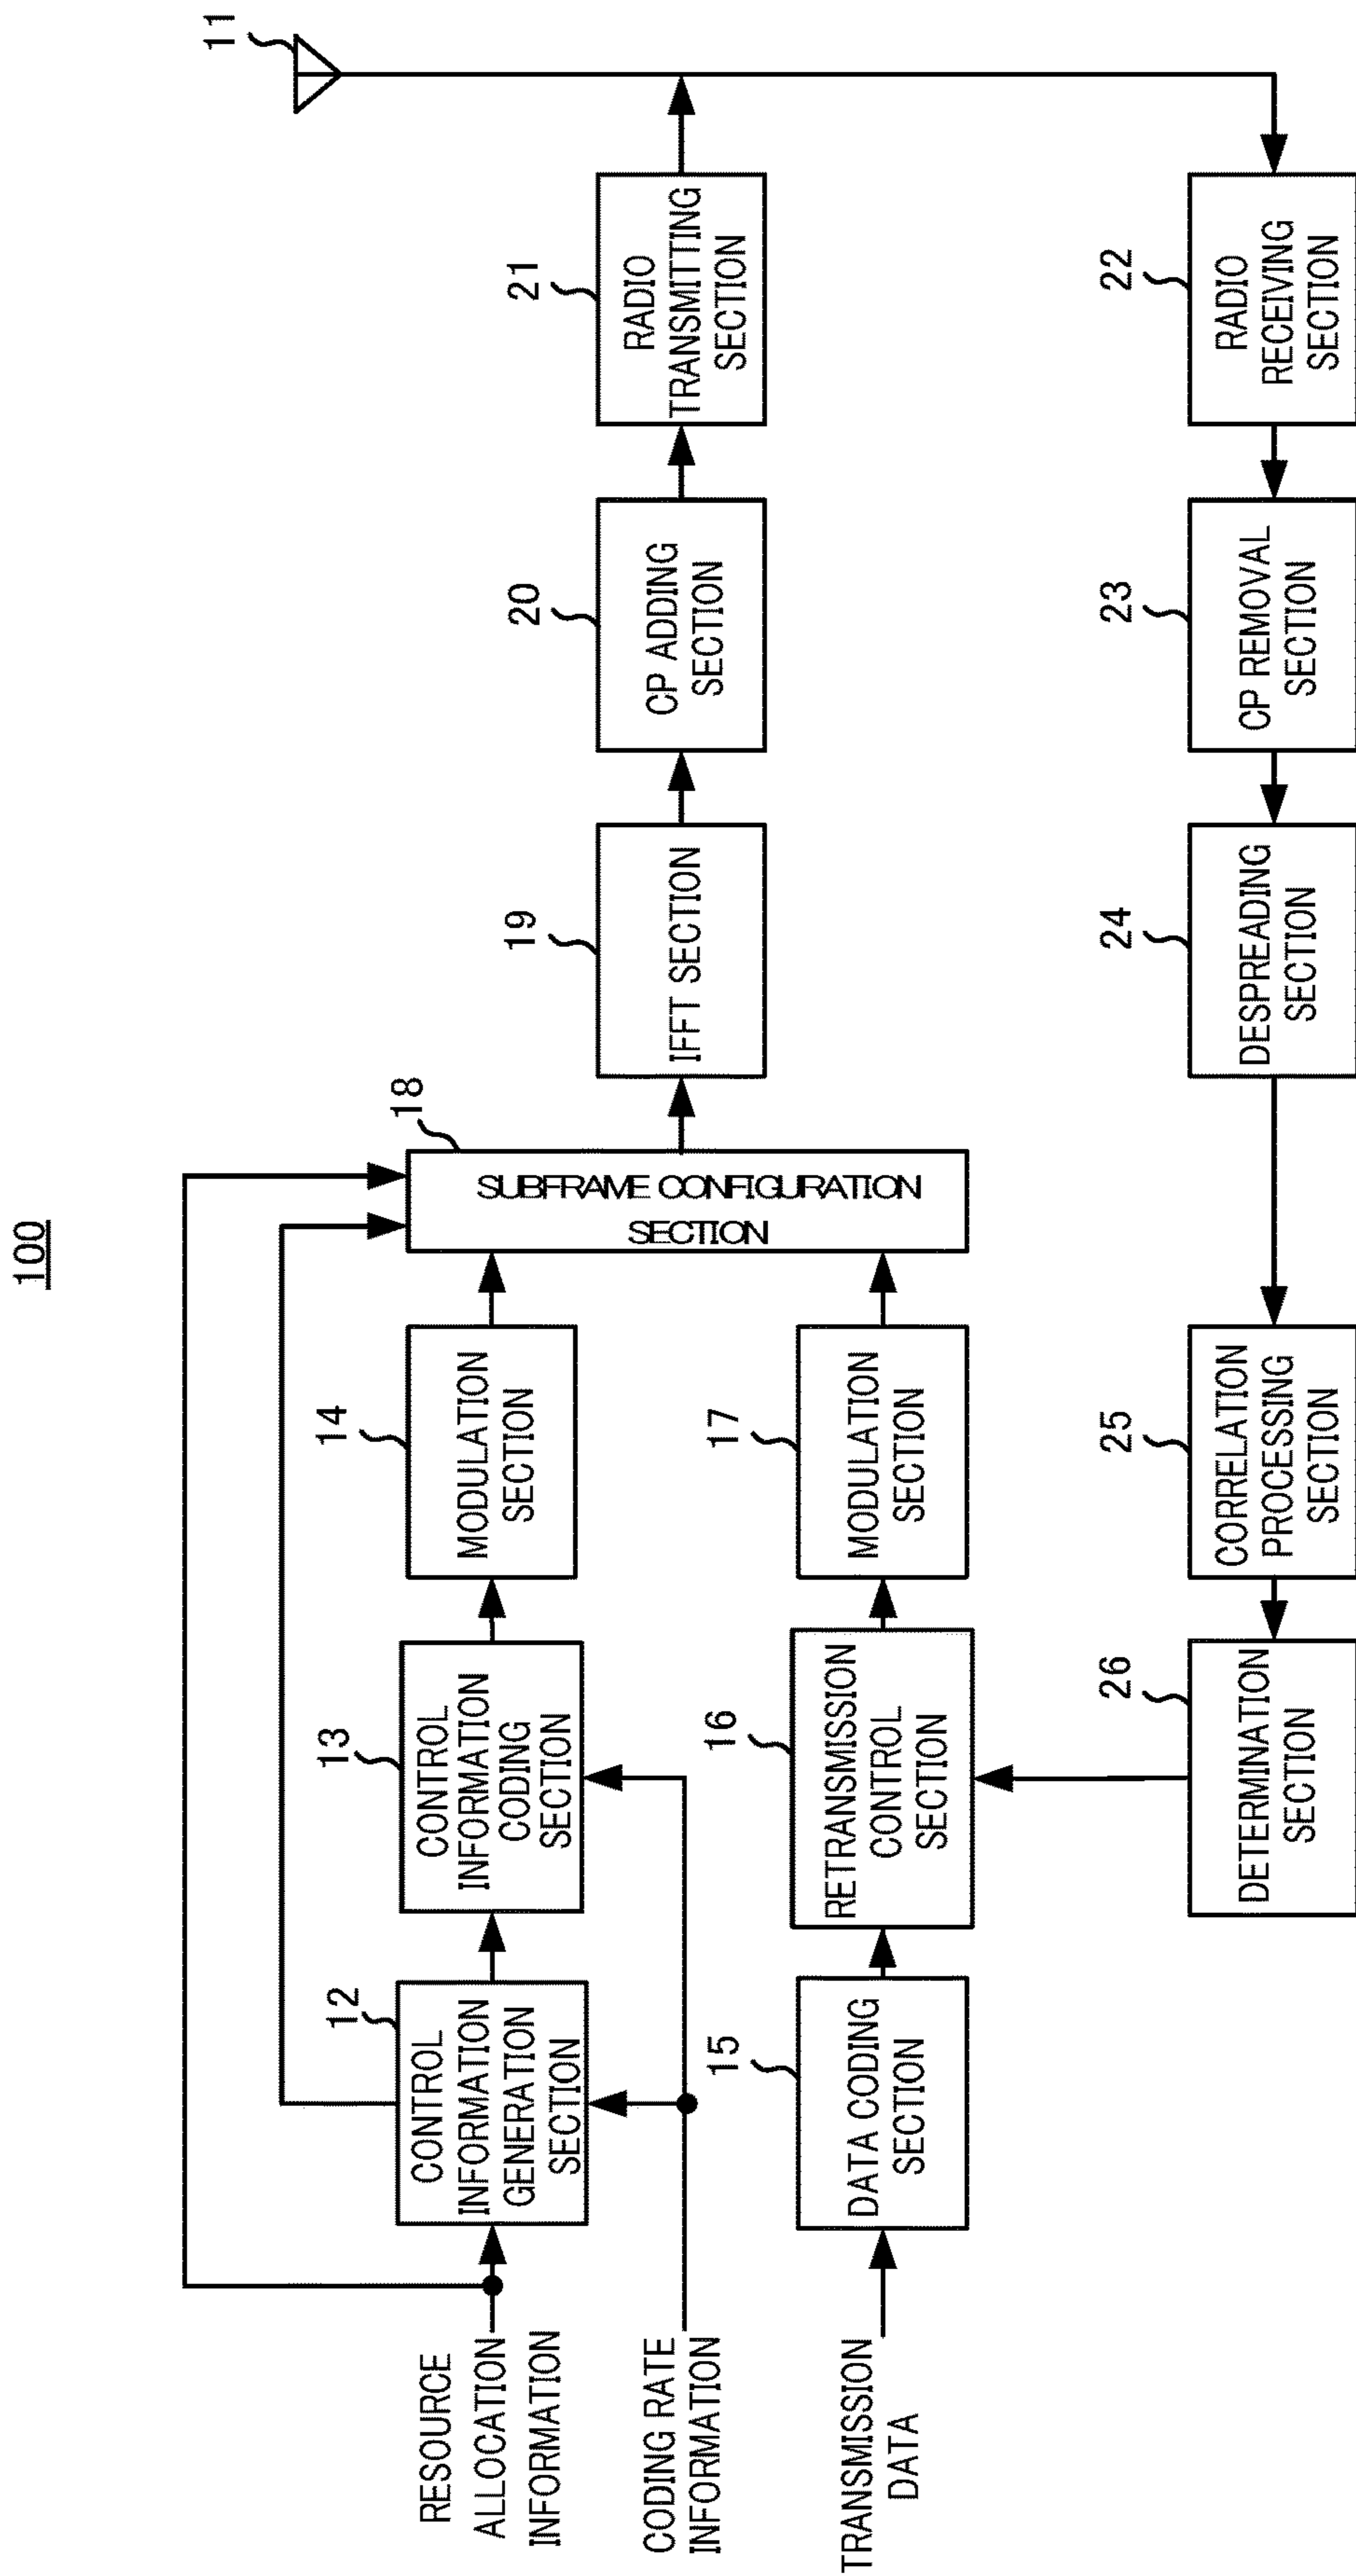 100
11
RESOURCE
ALLOCATION
INFORMATION
12
CONTROL
INFORMATION
GENERATION
SECTION
13
CONTROL
INFORMATION
CODING
SECTION
14
MODULATION
SECTION
18
SUBFRAME CONFIGURATION
SECTION
19
IFFT SECTION
20
CP ADDING
SECTION
21
RADIO
TRANSMITTING
SECTION
CODING RATE
INFORMATION
TRANSMISSION
DATA
15
DATA CODING
SECTION
16
RETRANSMISSION
CONTROL
SECTION
17
MODULATION
SECTION
26
DETERMINATION
SECTION
25
CORRELATION
PROCESSING
SECTION
24
DESPREADING
SECTION
23
CP REMOVAL
SECTION
22
RADIO
RECEIVING
SECTION